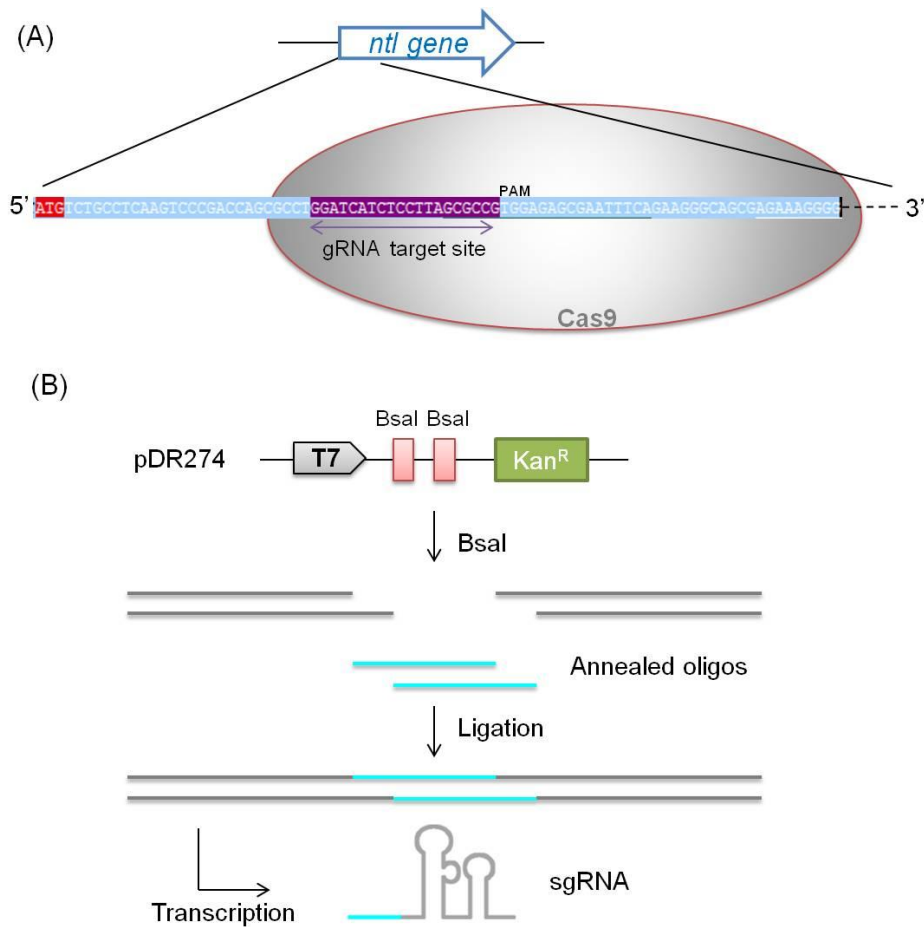 (A)
ntl gene
PAM
5' ATGTCTGCCTCAAGTCCCGACCAGCGCCTGGATCATCTCCTTAGCGCCGTGGAGAGCGAATTTCAGAAGGGCAGCGAGAAAGGGG 3'
gRNA target site
Cas9
(B)
BsaI BsaI
pDR274 T7 Kan^R
BsaI
Annealed oligos
Ligation
sgRNA
Transcription